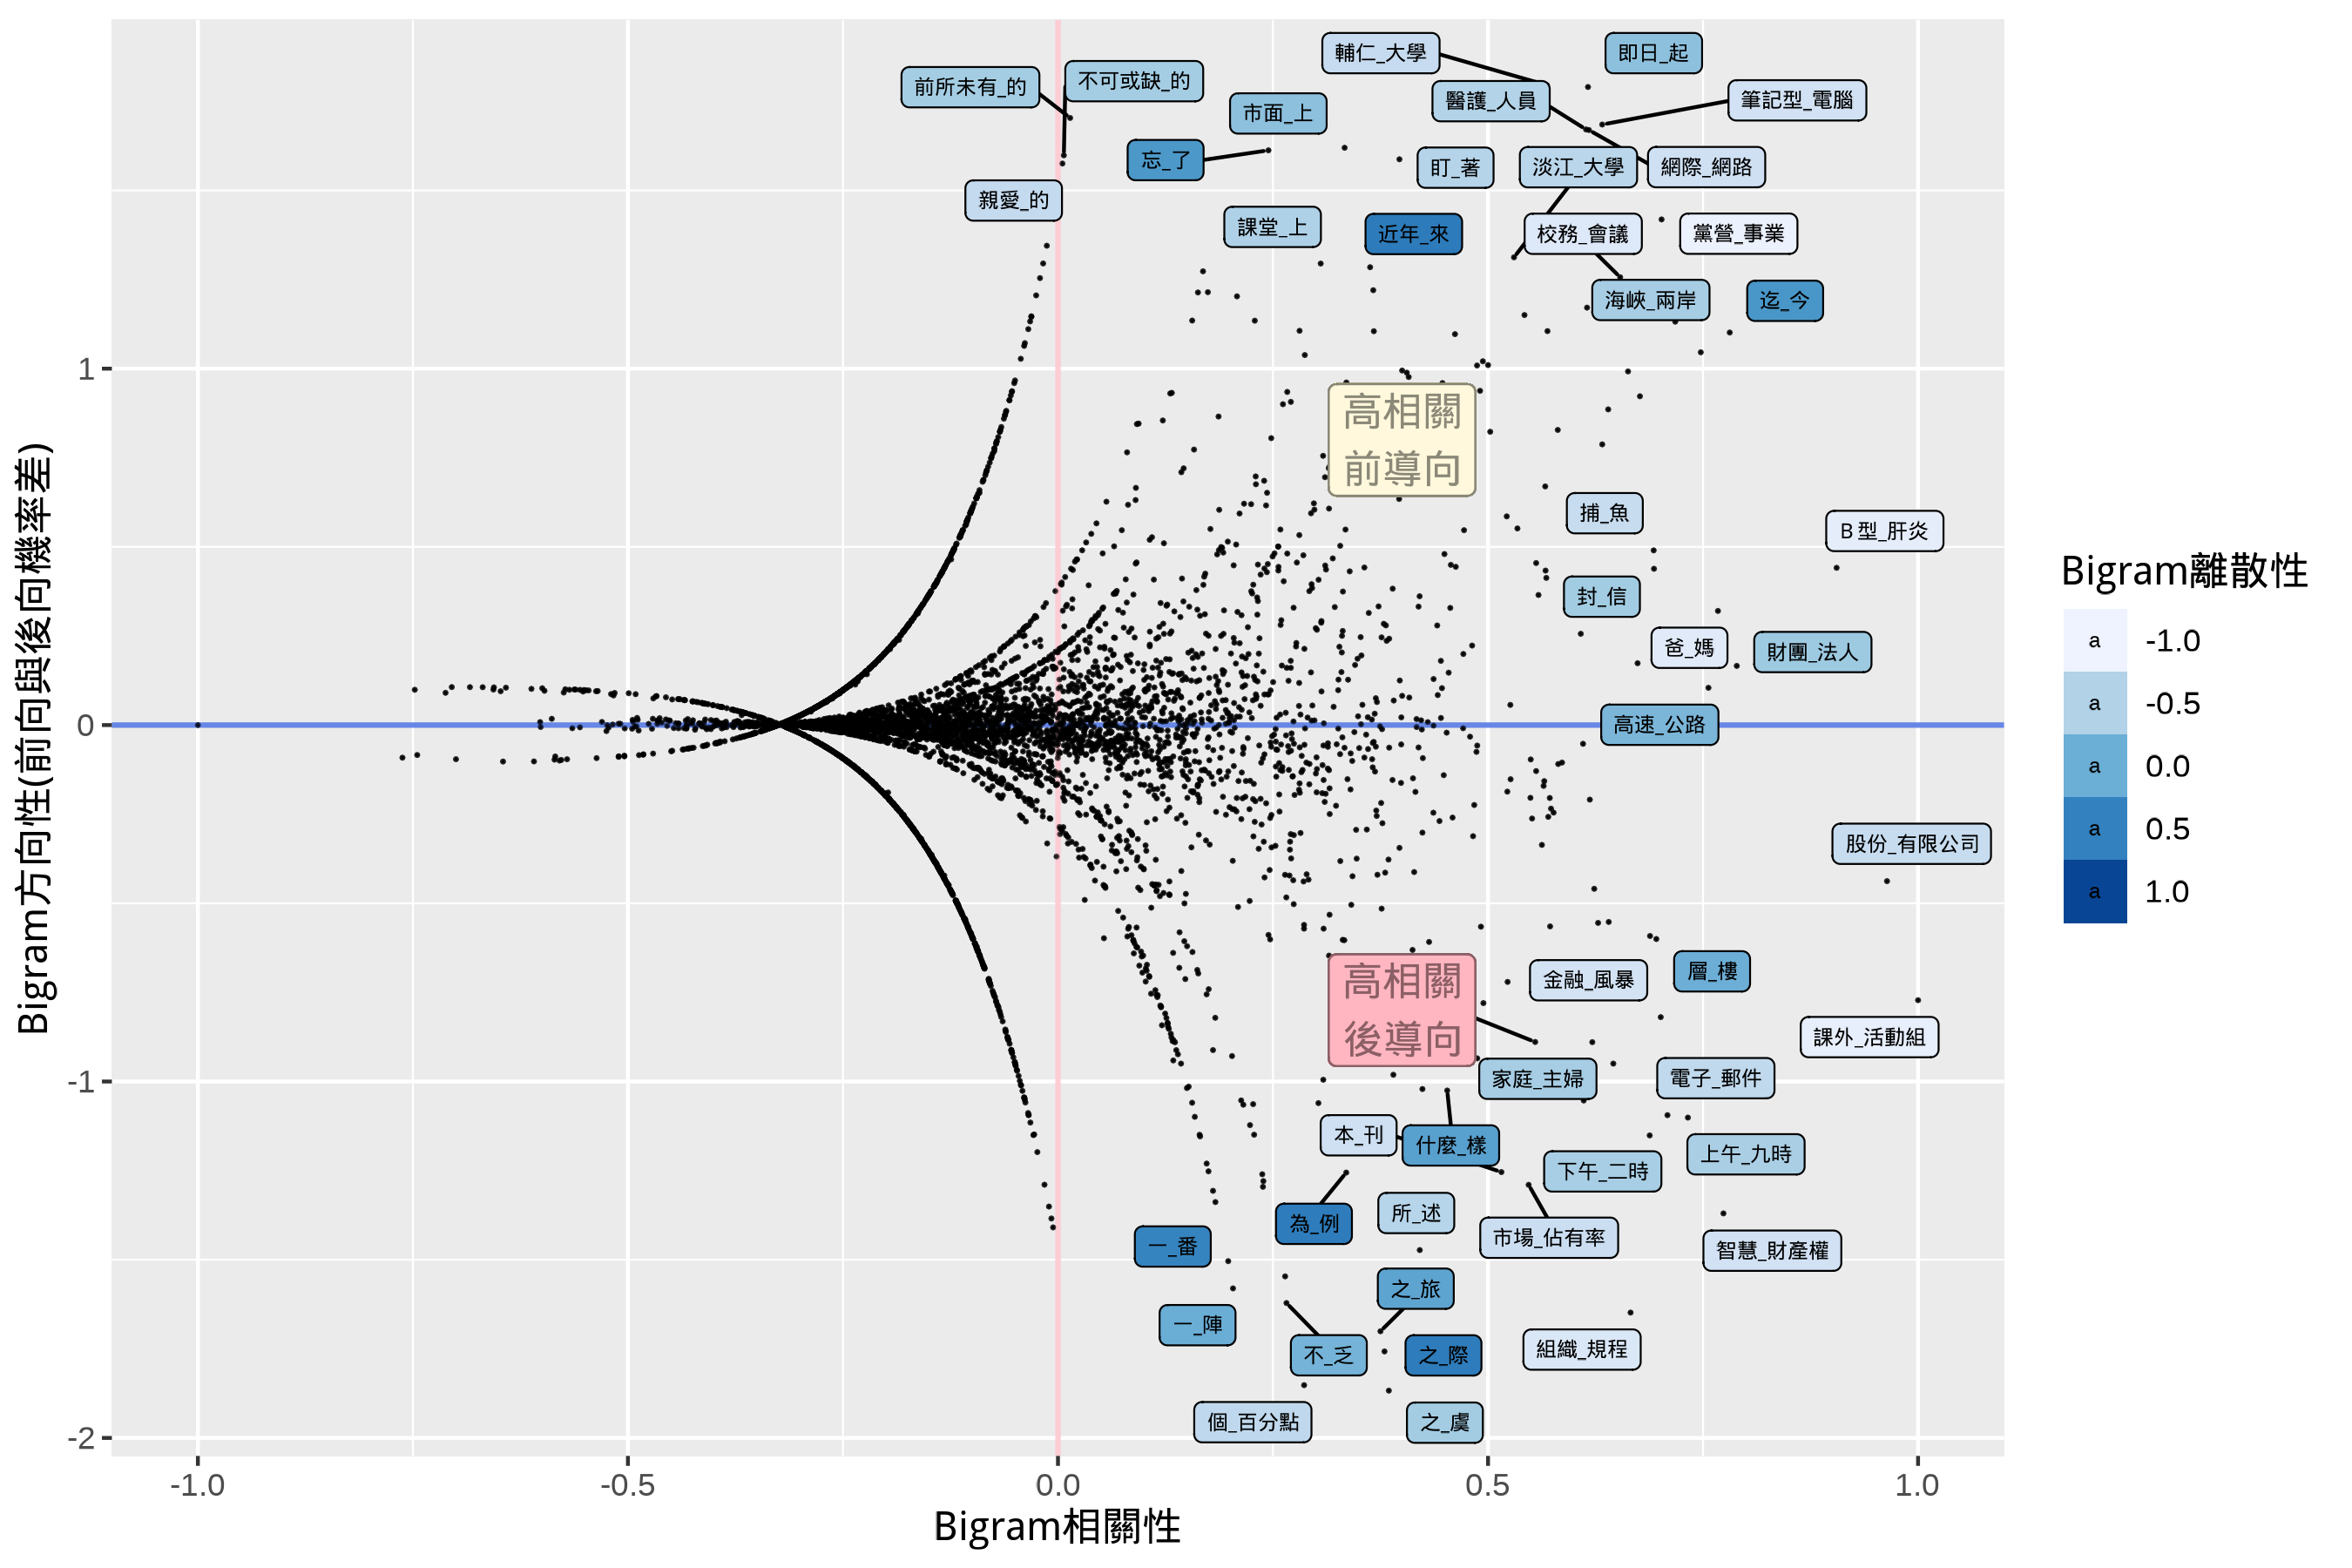 輔仁_大學
即日_起
前所未有_的
不可或缺_的
市面_上
醫護_人員
筆記型_電腦
忘_了
盯_著
淡江_大學
網際_網路
親愛_的
課堂_上
近年_來
校務_會議
黨營_事業
海峽_兩岸
迄_今
高相關
前導向
捕_魚
B型_肝炎
封_信
爸_媽
財團_法人
高速_公路
股份_有限公司
高相關
後導向
金融_風暴
層_樓
課外_活動組
家庭_主婦
電子_郵件
本_刊
什麼_樣
上午_九時
下午_二時
為_例
所_述
市場_佔有率
一_番
智慧_財產權
之_旅
一_陣
不_乏
之_際
組織_規程
個_百分點
之_虞
1
0
-1
-2
-1.0
-0.5
0.0
0.5
1.0
Bigram相關性
Bigram方向性(前向與後向機率差)
Bigram離散性
a -1.0
a -0.5
a 0.0
a 0.5
a 1.0